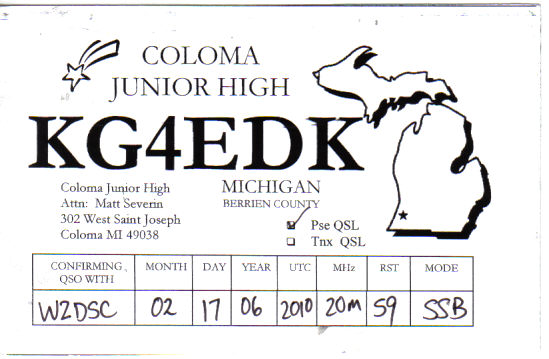 COLOMA
JUNIOR HIGH
KG4EDK
Coloma Junior High
Attn: Matt Severin
302 West Saint Joseph
Coloma MI 49038
MICHIGAN
BERRIEN COUNTY
Pse QSL
Tnx QSL
CONFIRMING QSO WITH MONTH DAY YEAR UTC MHz RST MODE
W2DSC 02 17 06 2010 20m 59 SSB